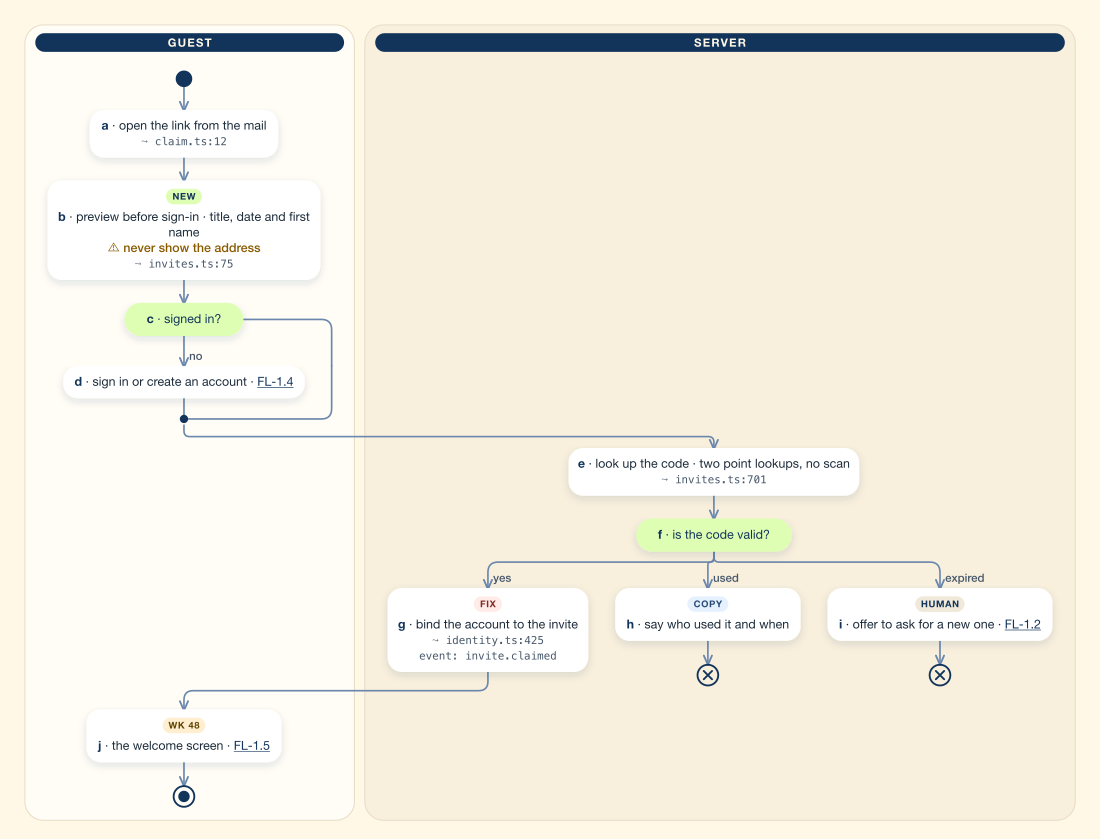 GUEST
SERVER
a · open the link from the mail
→ claim.ts:12
NEW
b · preview before sign-in · title, date and first
name
⚠ never show the address
→ invites.ts:75
c · signed in?
no
d · sign in or create an account · FL-1.4
e · look up the code · two point lookups, no scan
→ invites.ts:701
f · is the code valid?
yes
used
expired
FIX
g · bind the account to the invite
→ identity.ts:425
event: invite.claimed
COPY
h · say who used it and when
HUMAN
i · offer to ask for a new one · FL-1.2
WK 48
j · the welcome screen · FL-1.5